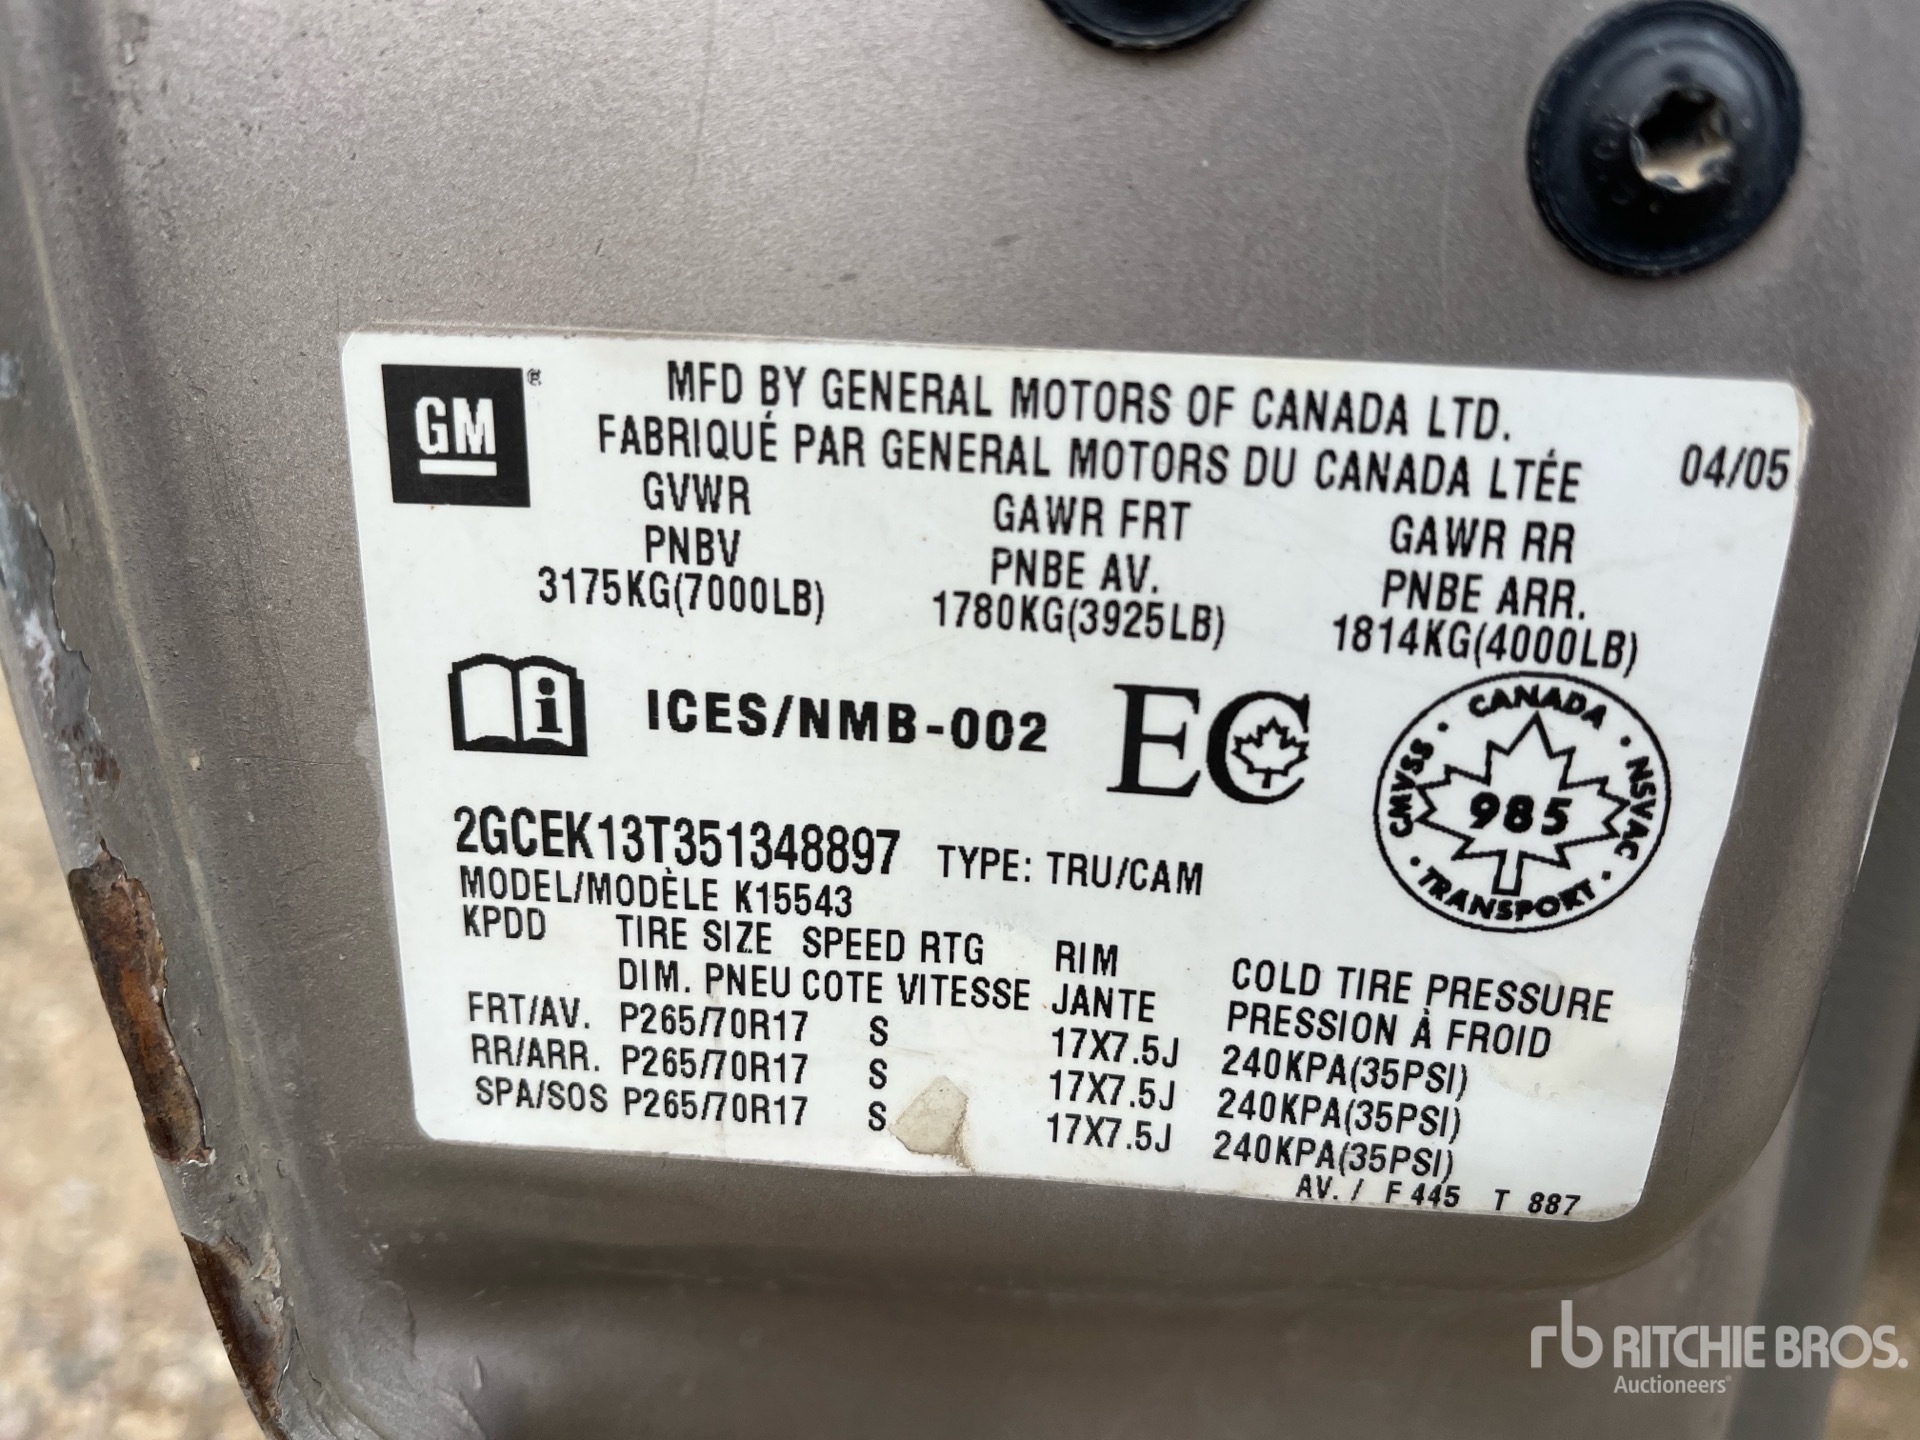 GM ®
MFD BY GENERAL MOTORS OF CANADA LTD.
FABRIQUÉ PAR GENERAL MOTORS DU CANADA LTÉE 04/05
GVWR GAWR FRT GAWR RR
PNBV PNBE AV. PNBE ARR.
3175KG(7000LB) 1780KG(3925LB) 1814KG(4000LB)
i ICES/NMB-002 EC
CANADA · NSVAC · TRANSPORT · CMVSS ·
985
2GCEK13T351348897 TYPE: TRU/CAM
MODEL/MODÈLE K15543
KPDD TIRE SIZE SPEED RTG RIM COLD TIRE PRESSURE
DIM. PNEU COTE VITESSE JANTE PRESSION À FROID
FRT/AV. P265/70R17 S 17X7.5J 240KPA(35PSI)
RR/ARR. P265/70R17 S 17X7.5J 240KPA(35PSI)
SPA/SOS P265/70R17 S 17X7.5J 240KPA(35PSI)
AV. / F 445 T 887
rb RITCHIE BROS.
Auctioneers